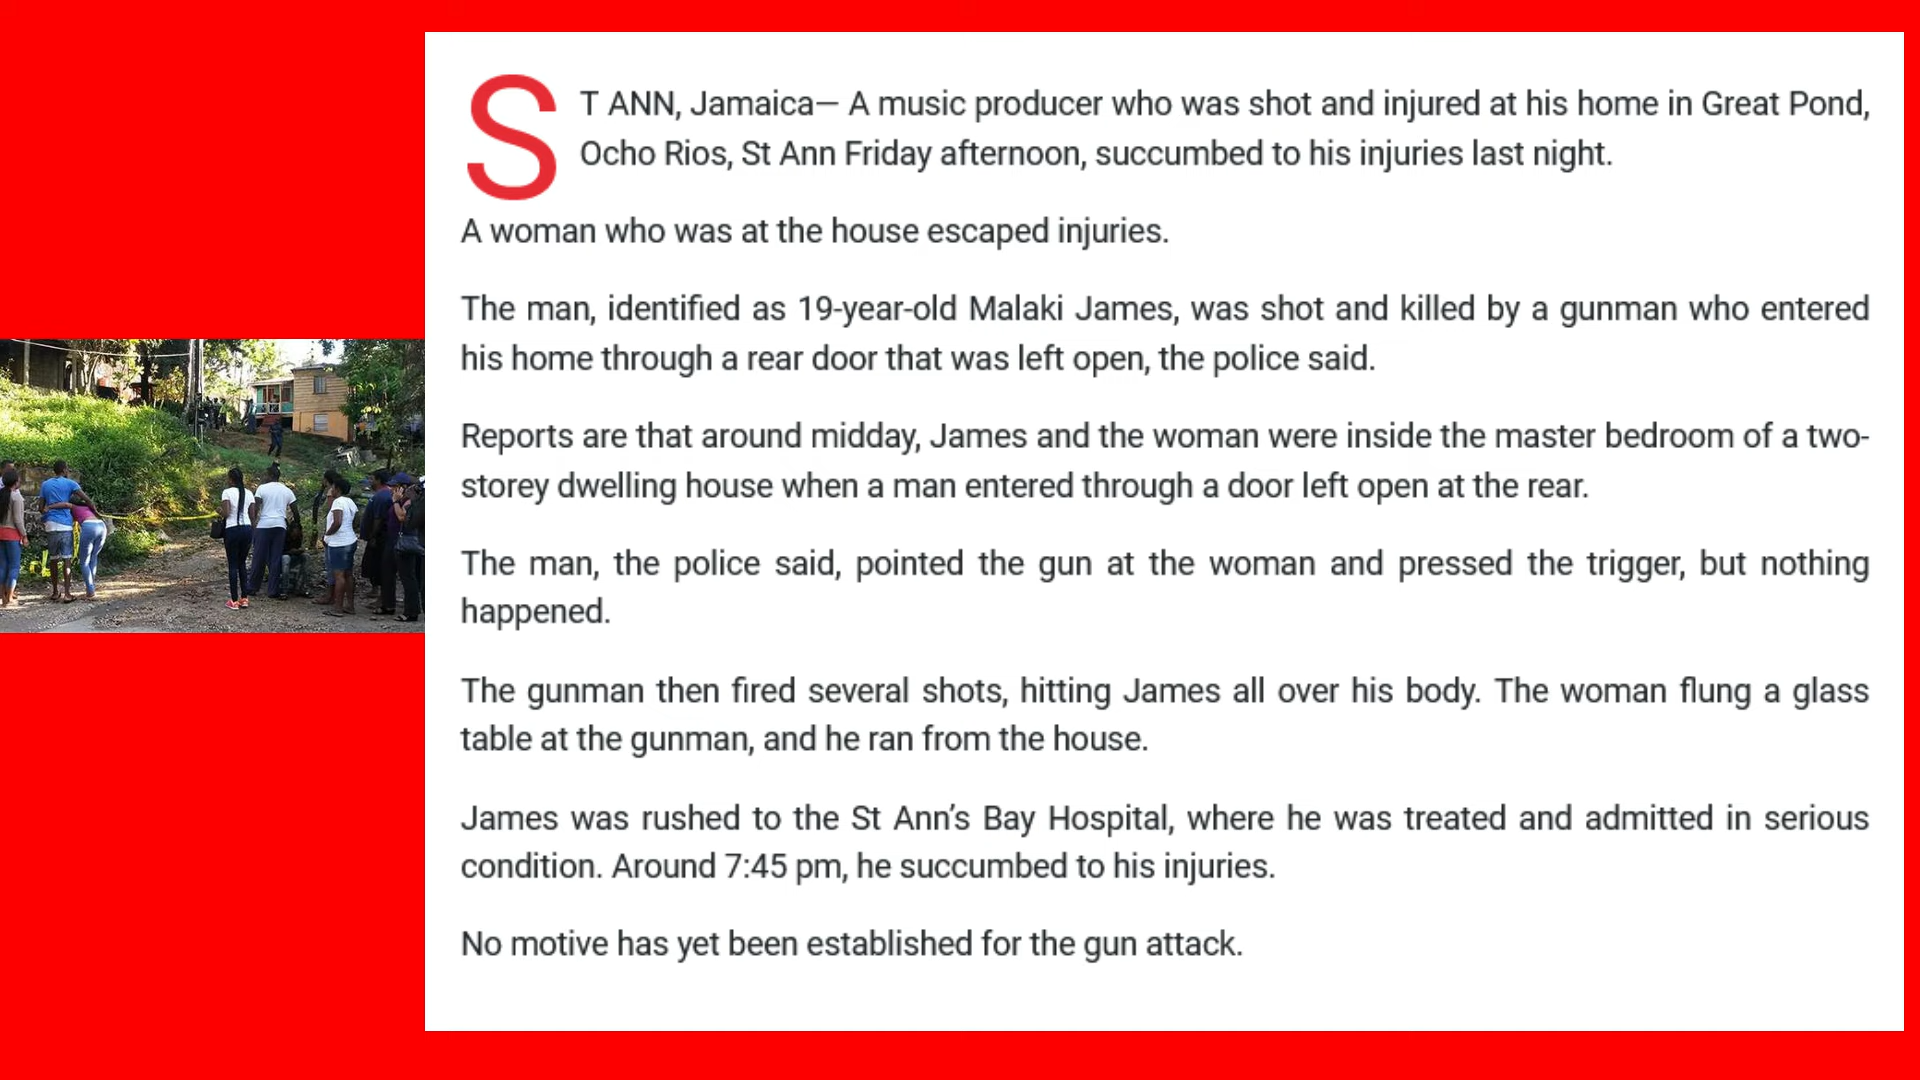 ST ANN, Jamaica— A music producer who was shot and injured at his home in Great Pond,
Ocho Rios, St Ann Friday afternoon, succumbed to his injuries last night.
A woman who was at the house escaped injuries.
The man, identified as 19-year-old Malaki James, was shot and killed by a gunman who entered
his home through a rear door that was left open, the police said.
Reports are that around midday, James and the woman were inside the master bedroom of a two-
storey dwelling house when a man entered through a door left open at the rear.
The man, the police said, pointed the gun at the woman and pressed the trigger, but nothing
happened.
The gunman then fired several shots, hitting James all over his body. The woman flung a glass
table at the gunman, and he ran from the house.
James was rushed to the St Ann’s Bay Hospital, where he was treated and admitted in serious
condition. Around 7:45 pm, he succumbed to his injuries.
No motive has yet been established for the gun attack.